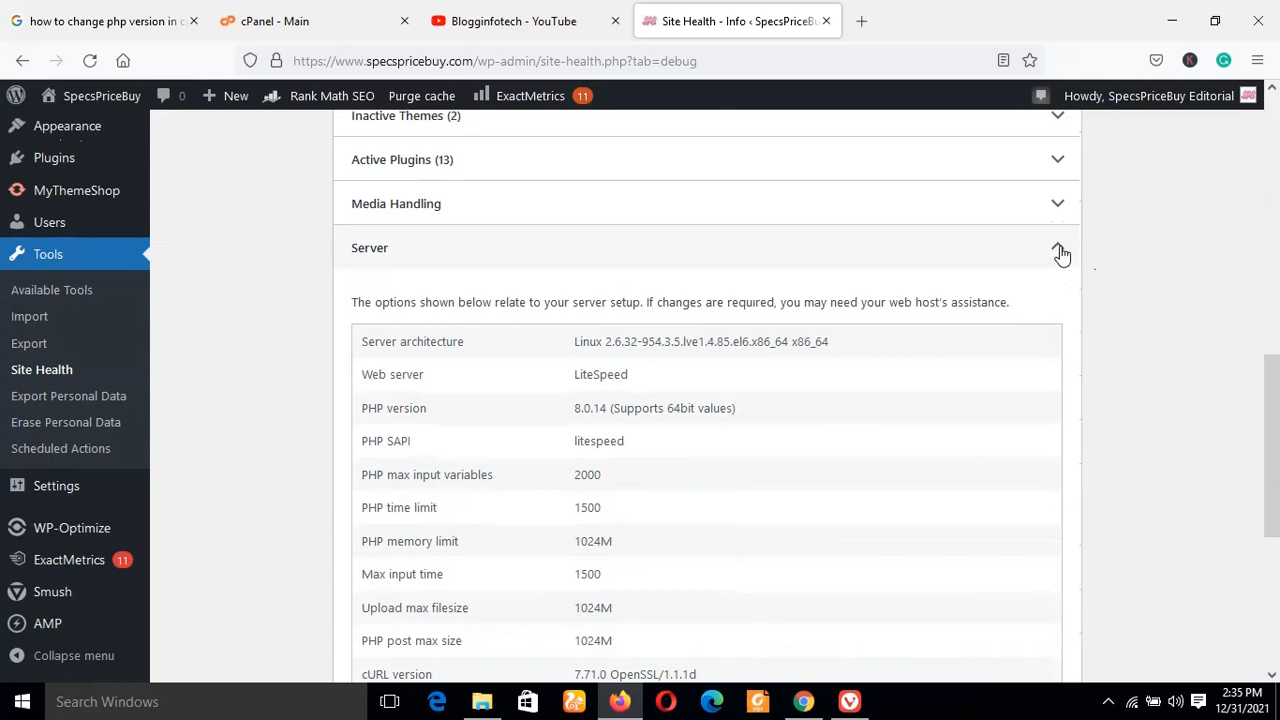 how to change php version in c
cPanel - Main
Blogginfotech - YouTube
Site Health - Info ‹ SpecsPriceBu
https://www.specspricebuy.com/wp-admin/site-health.php?tab=debug
K
SpecsPriceBuy
0
New
Rank Math SEO
Purge cache
ExactMetrics
11
Howdy, SpecsPriceBuy Editorial
Appearance
Plugins
MyThemeShop
Users
Tools
Available Tools
Import
Export
Site Health
Export Personal Data
Erase Personal Data
Scheduled Actions
Settings
WP-Optimize
ExactMetrics 11
Smush
AMP
Collapse menu
Inactive Themes (2)
Active Plugins (13)
Media Handling
Server
The options shown below relate to your server setup. If changes are required, you may need your web host's assistance.
Server architecture Linux 2.6.32-954.3.5.lve1.4.85.el6.x86_64 x86_64
Web server LiteSpeed
PHP version 8.0.14 (Supports 64bit values)
PHP SAPI litespeed
PHP max input variables 2000
PHP time limit 1500
PHP memory limit 1024M
Max input time 1500
Upload max filesize 1024M
PHP post max size 1024M
cURL version 7.71.0 OpenSSL/1.1.1d
Search Windows
2:35 PM
12/31/2021